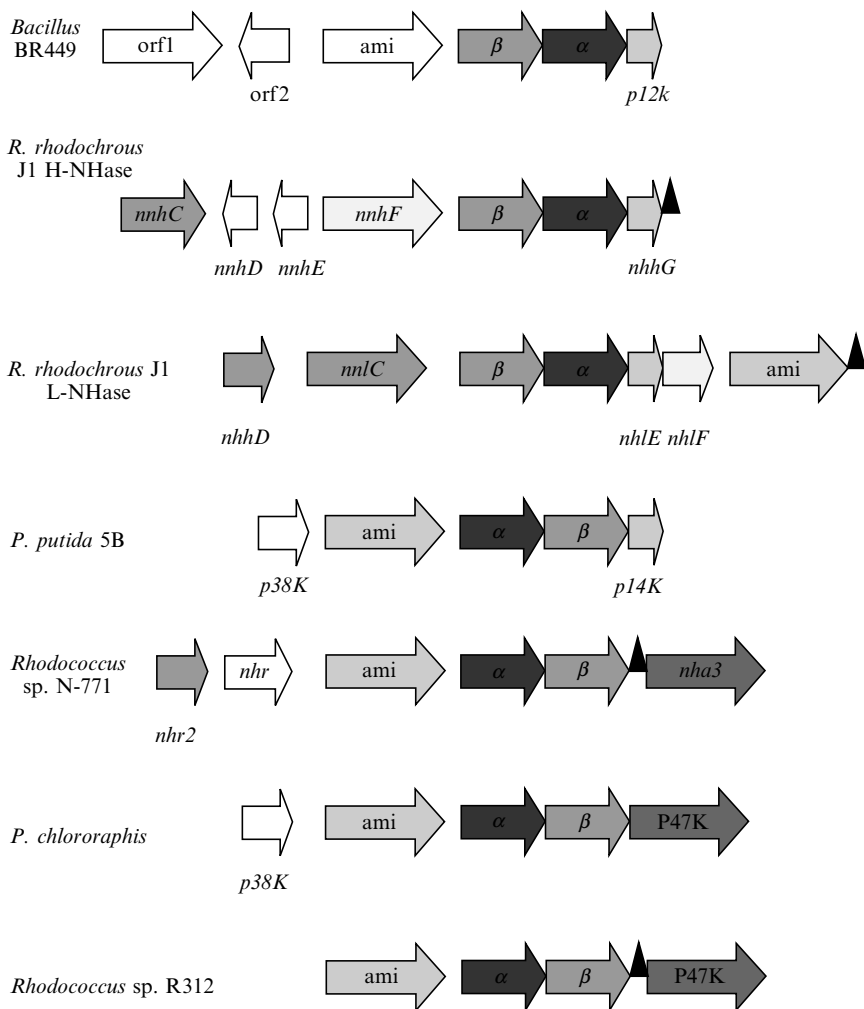 Bacillus
BR449
orf1
orf2
ami
β
α
p12k
R. rhodochrous
J1 H-NHase
nnhC
nnhD
nnhE
nnhF
β
α
nhhG
R. rhodochrous J1
L-NHase
nhhD
nnlC
β
α
nhlE nhlF
ami
P. putida 5B
p38K
ami
α
β
p14K
Rhodococcus
sp. N-771
nhr2
nhr
ami
α
β
nha3
P. chlororaphis
p38K
ami
α
β
P47K
Rhodococcus sp. R312
ami
α
β
P47K